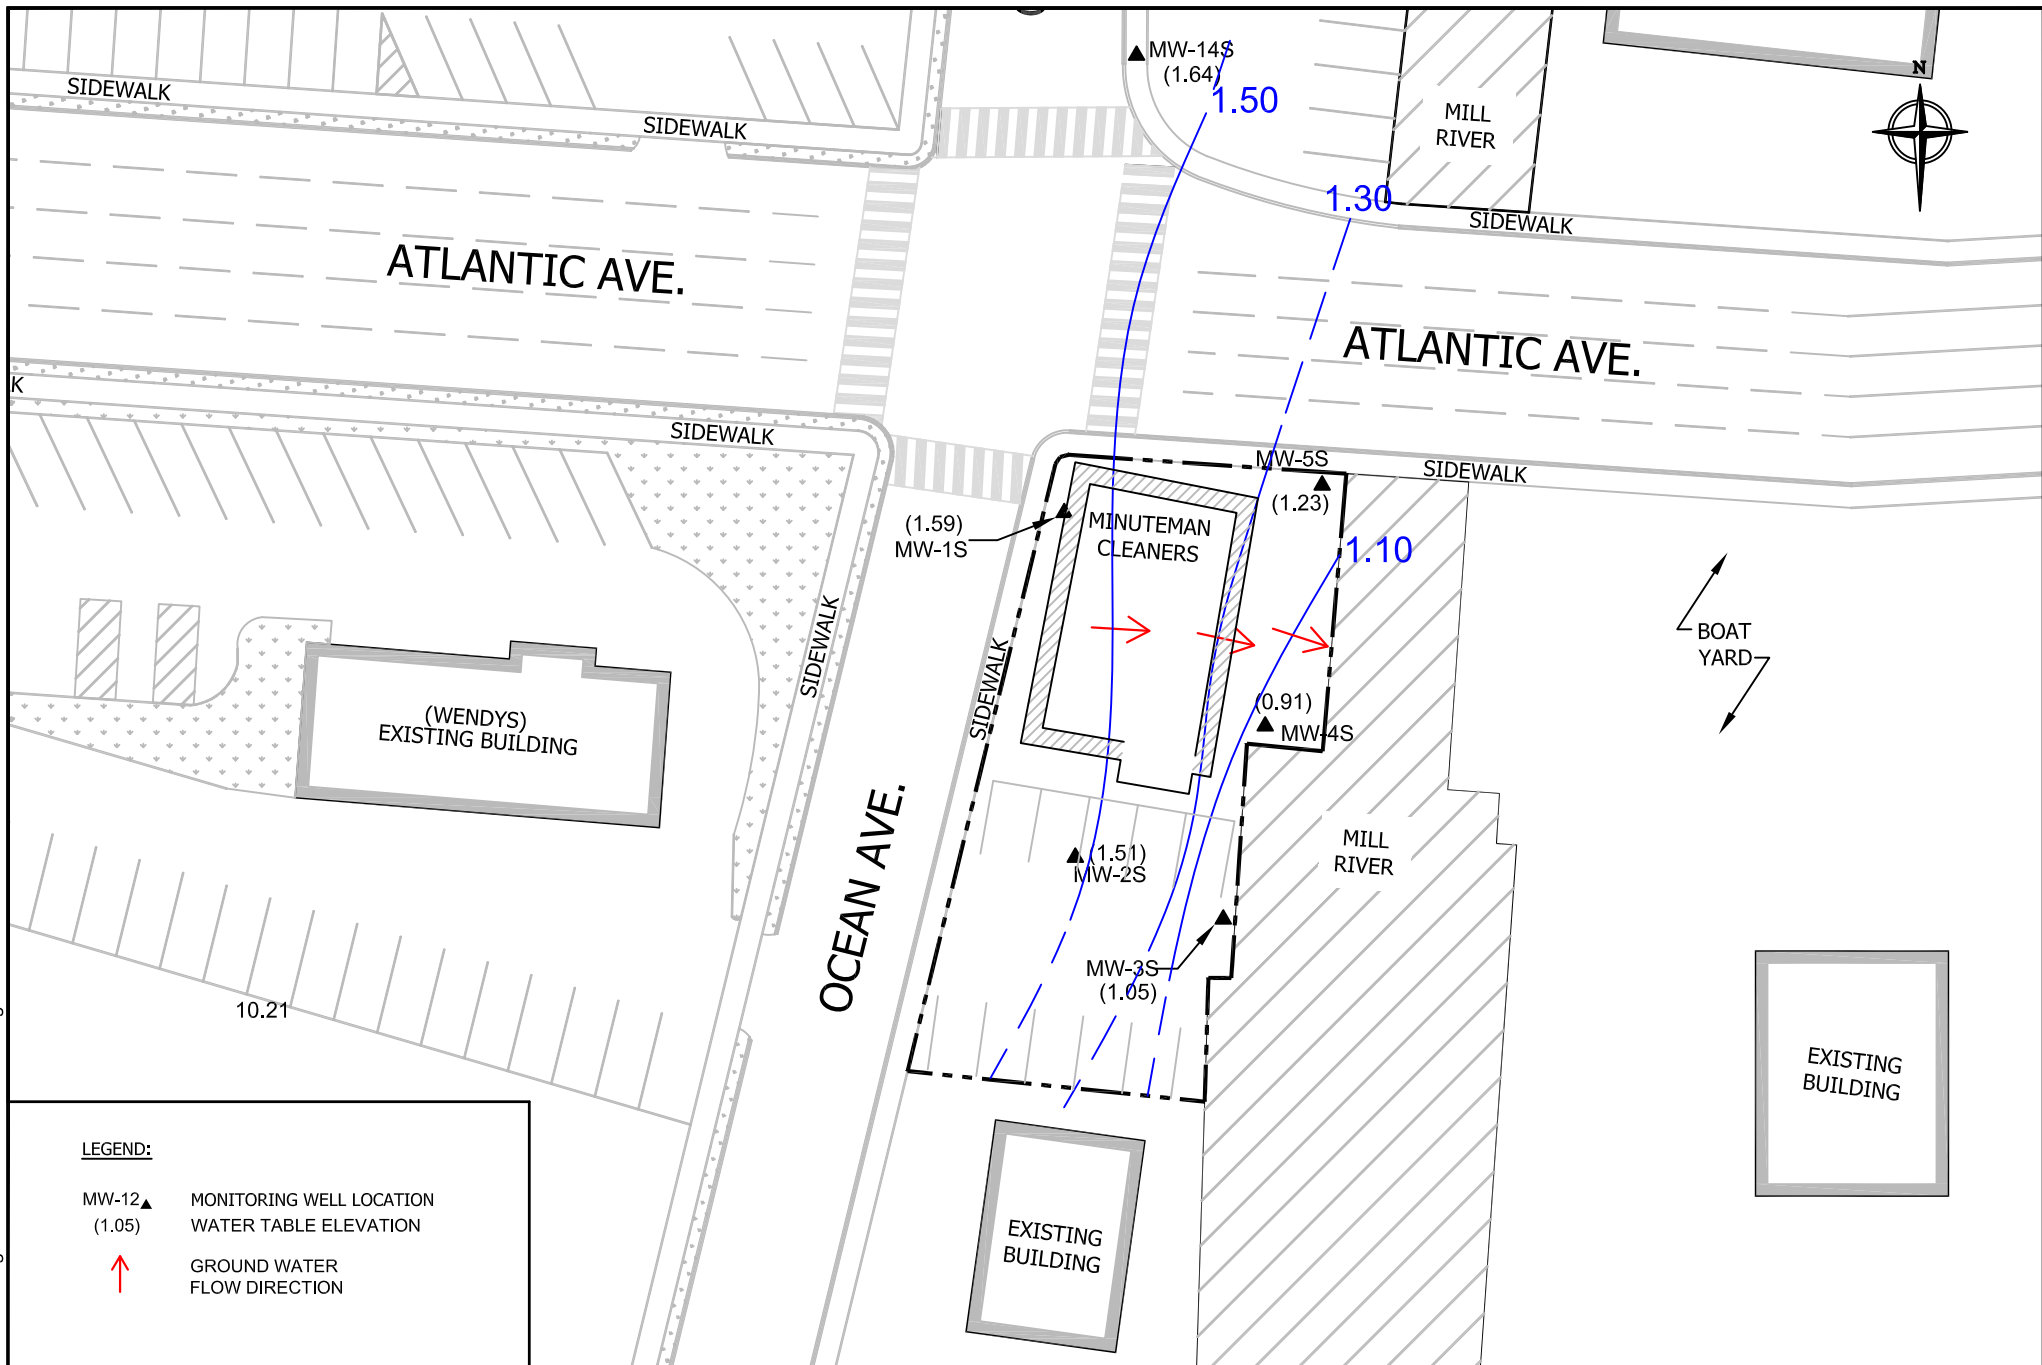 MW-14S
(1.64)
1.50
N
SIDEWALK
SIDEWALK
MILL
RIVER
1.30
SIDEWALK
ATLANTIC AVE.
ATLANTIC AVE.
K
SIDEWALK
MW-5S
SIDEWALK
(1.23)
(1.59)
MW-1S
MINUTEMAN
CLEANERS
1.10
SIDEWALK
SIDEWALK
BOAT
YARD
(WENDYS)
EXISTING BUILDING
(0.91)
MW-4S
OCEAN AVE.
(1.51)
MW-2S
MILL
RIVER
MW-3S
(1.05)
10.21
EXISTING
BUILDING
EXISTING
BUILDING
LEGEND:
MW-12 MONITORING WELL LOCATION
(1.05) WATER TABLE ELEVATION
GROUND WATER
FLOW DIRECTION